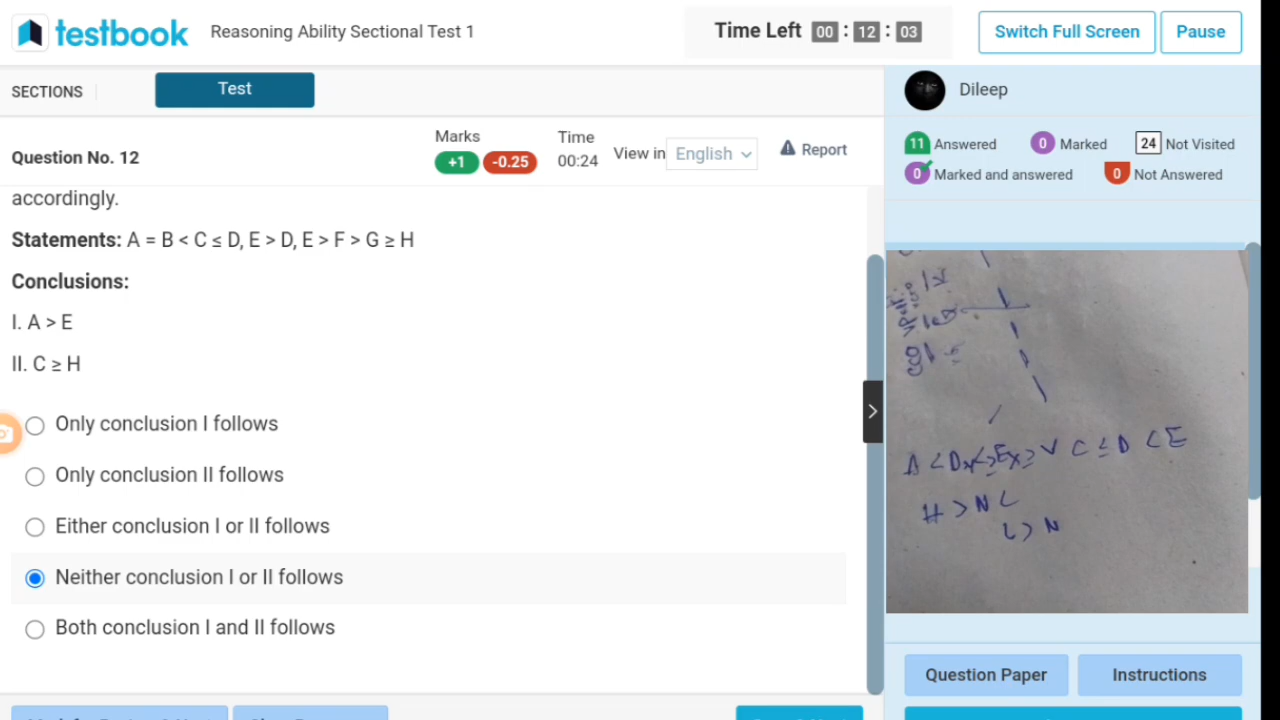 testbook
Reasoning Ability Sectional Test 1
Time Left 00 : 12 : 03
Switch Full Screen
Pause
SECTIONS
Test
Dileep
Question No. 12
Marks
+1 -0.25
Time
00:24
View in English
Report
11 Answered
0 Marked
24 Not Visited
0 Marked and answered
0 Not Answered
accordingly.
Statements: A = B < C ≤ D, E > D, E > F > G ≥ H
Conclusions:
I. A > E
II. C ≥ H
Only conclusion I follows
Only conclusion II follows
Either conclusion I or II follows
Neither conclusion I or II follows
Both conclusion I and II follows
C ≤ D < E
H > N <
L > N
Question Paper
Instructions